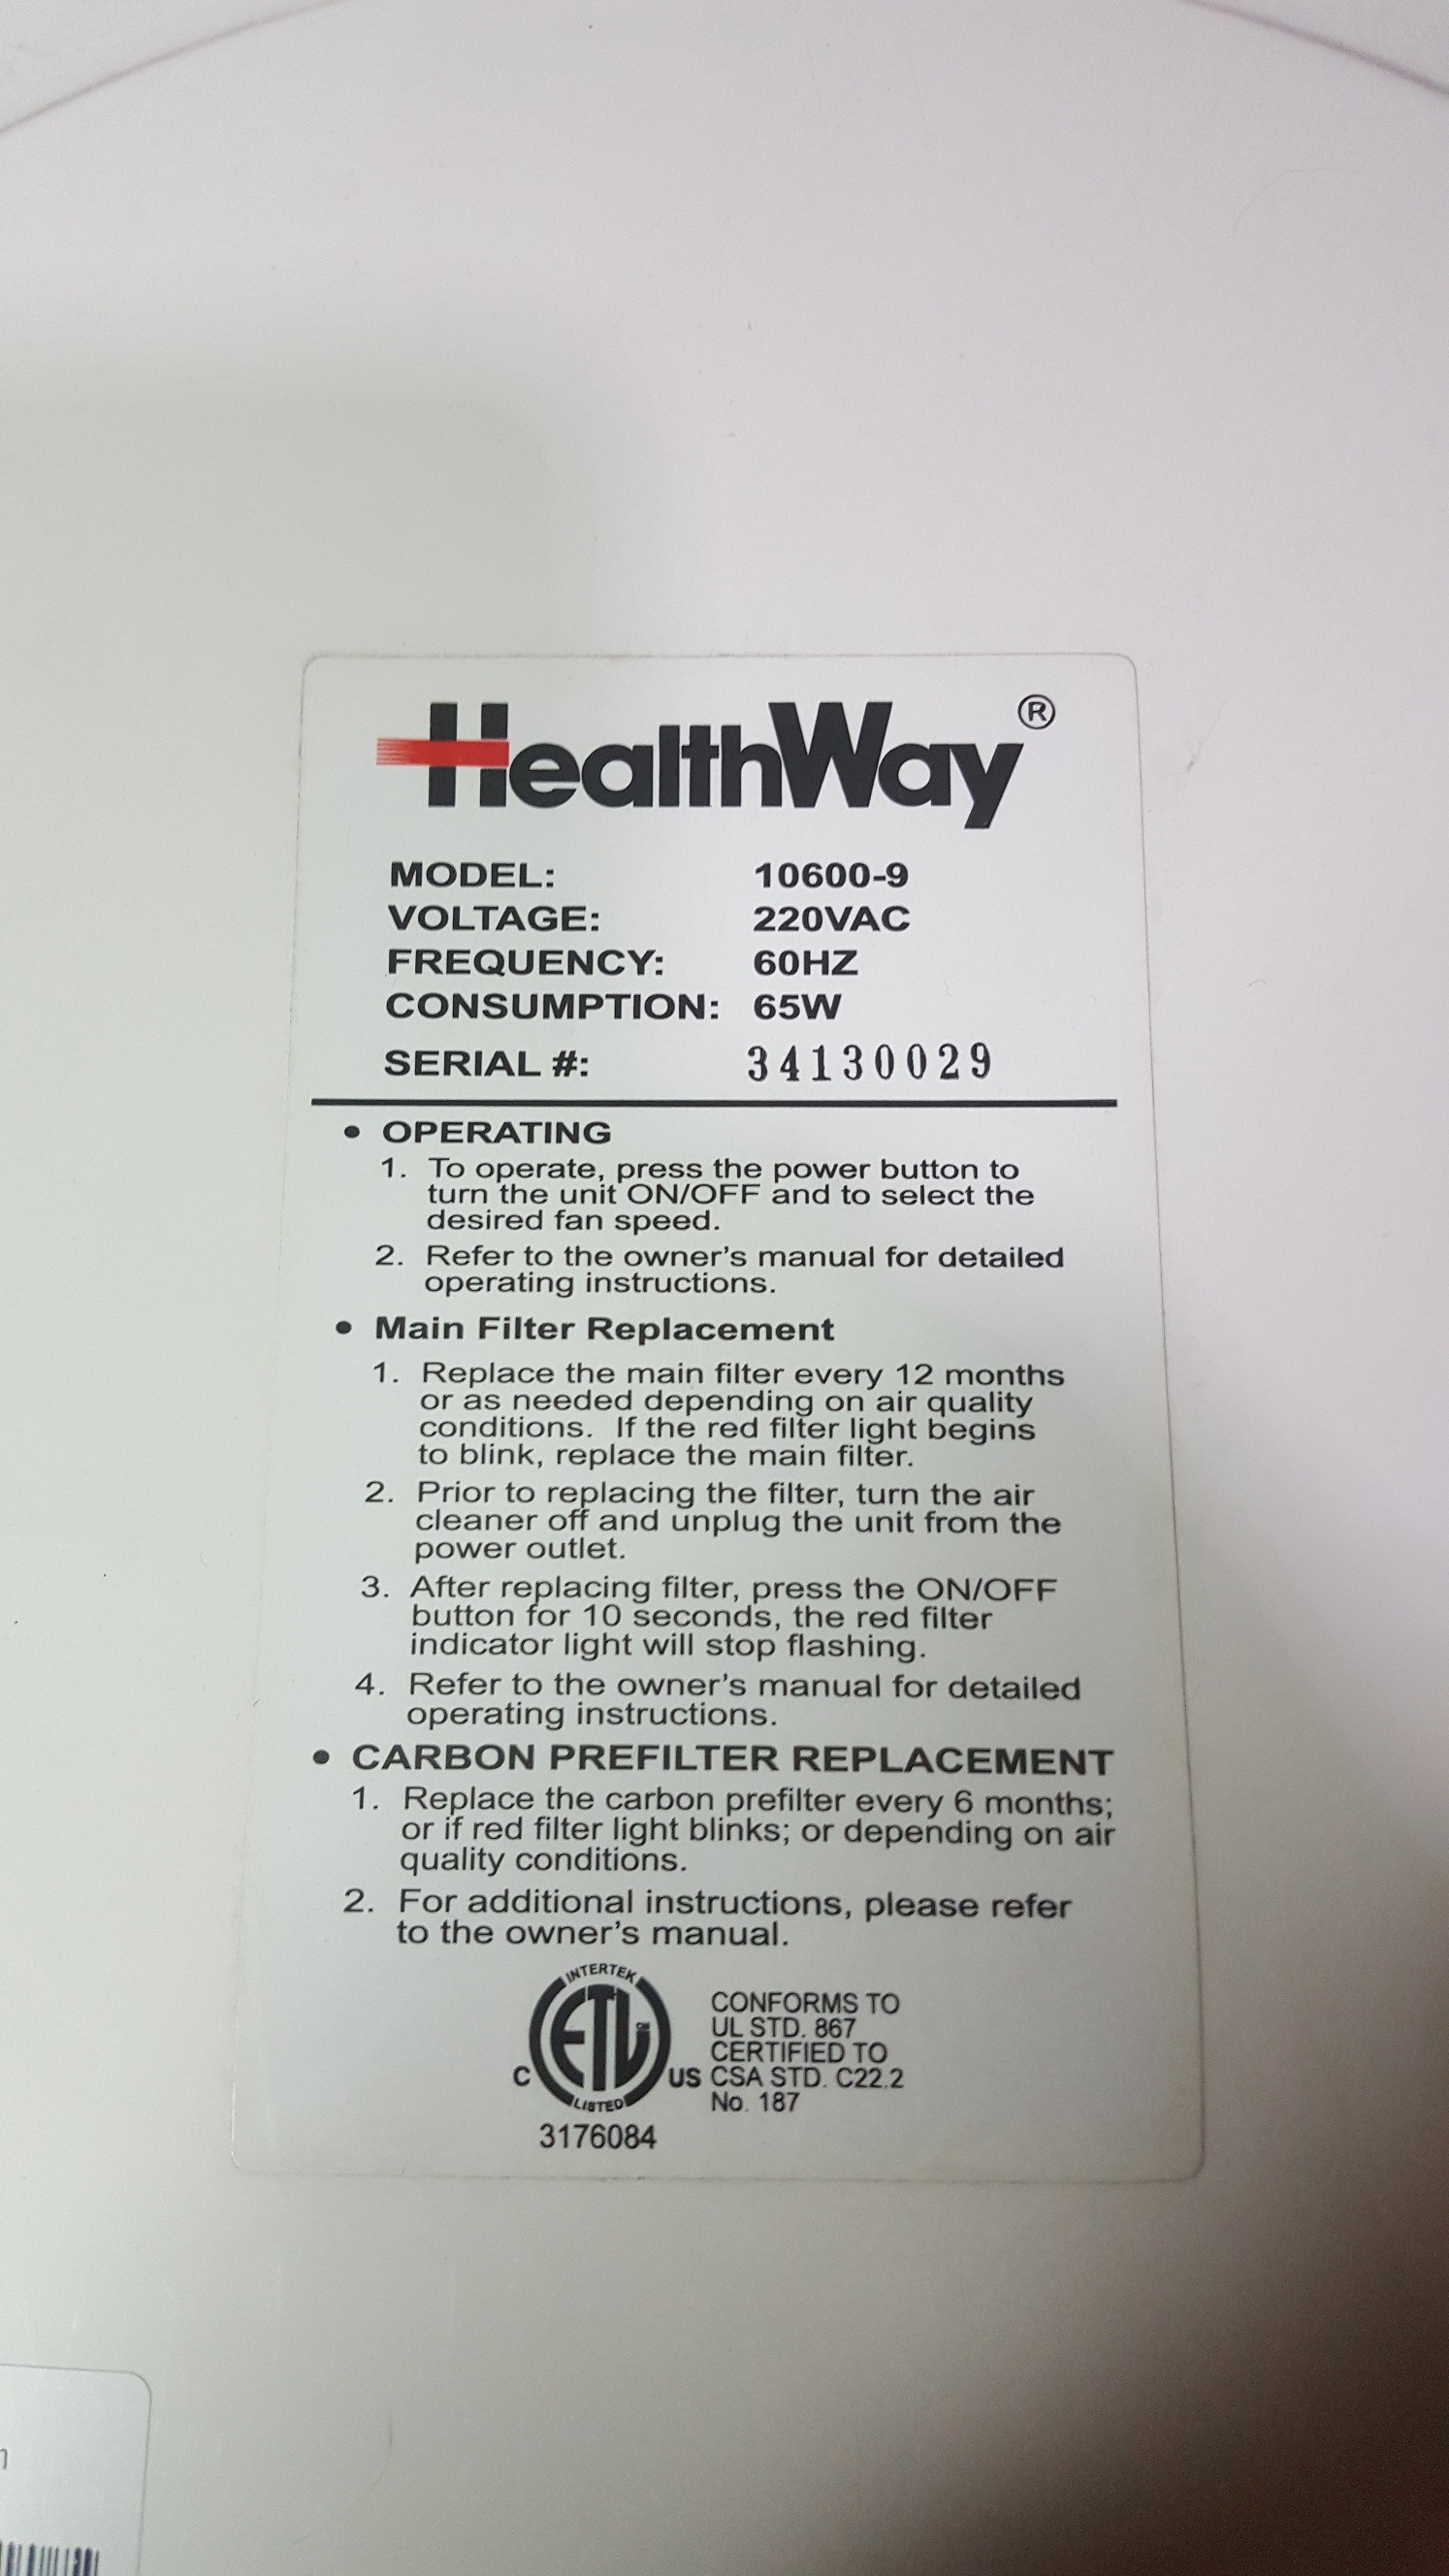 HealthWay®
MODEL: 10600-9
VOLTAGE: 220VAC
FREQUENCY: 60HZ
CONSUMPTION: 65W
SERIAL #: 34130029
• OPERATING
1. To operate, press the power button to
turn the unit ON/OFF and to select the
desired fan speed.
2. Refer to the owner's manual for detailed
operating instructions.
• Main Filter Replacement
1. Replace the main filter every 12 months
or as needed depending on air quality
conditions. If the red filter light begins
to blink, replace the main filter.
2. Prior to replacing the filter, turn the air
cleaner off and unplug the unit from the
power outlet.
3. After replacing filter, press the ON/OFF
button for 10 seconds, the red filter
indicator light will stop flashing.
4. Refer to the owner's manual for detailed
operating instructions.
• CARBON PREFILTER REPLACEMENT
1. Replace the carbon prefilter every 6 months;
or if red filter light blinks; or depending on air
quality conditions.
2. For additional instructions, please refer
to the owner's manual.
INTERTEK
ETL CM
C US
LISTED
3176084
CONFORMS TO
UL STD. 867
CERTIFIED TO
CSA STD. C22.2
No. 187